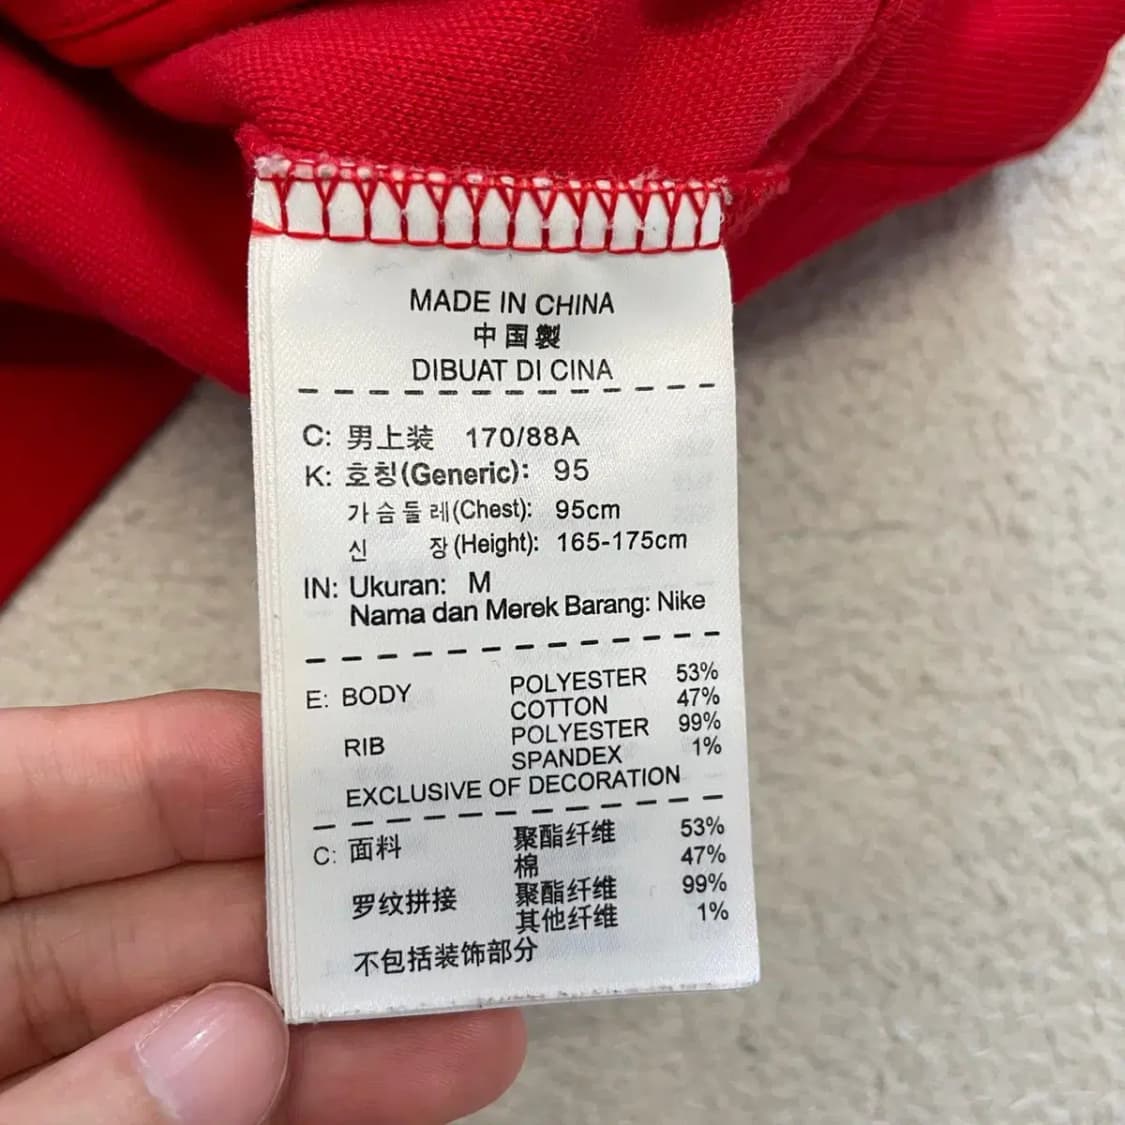 MADE IN CHINA
中国製
DIBUAT DI CINA
C: 男上装 170/88A
K: 호칭(Generic): 95
가슴둘레(Chest): 95cm
신 장(Height): 165-175cm
IN: Ukuran: M
Nama dan Merek Barang: Nike
E: BODY POLYESTER 53%
COTTON 47%
RIB POLYESTER 99%
SPANDEX 1%
EXCLUSIVE OF DECORATION
C: 面料 聚酯纤维 53%
棉 47%
罗纹拼接 聚酯纤维 99%
其他纤维 1%
不包括装饰部分